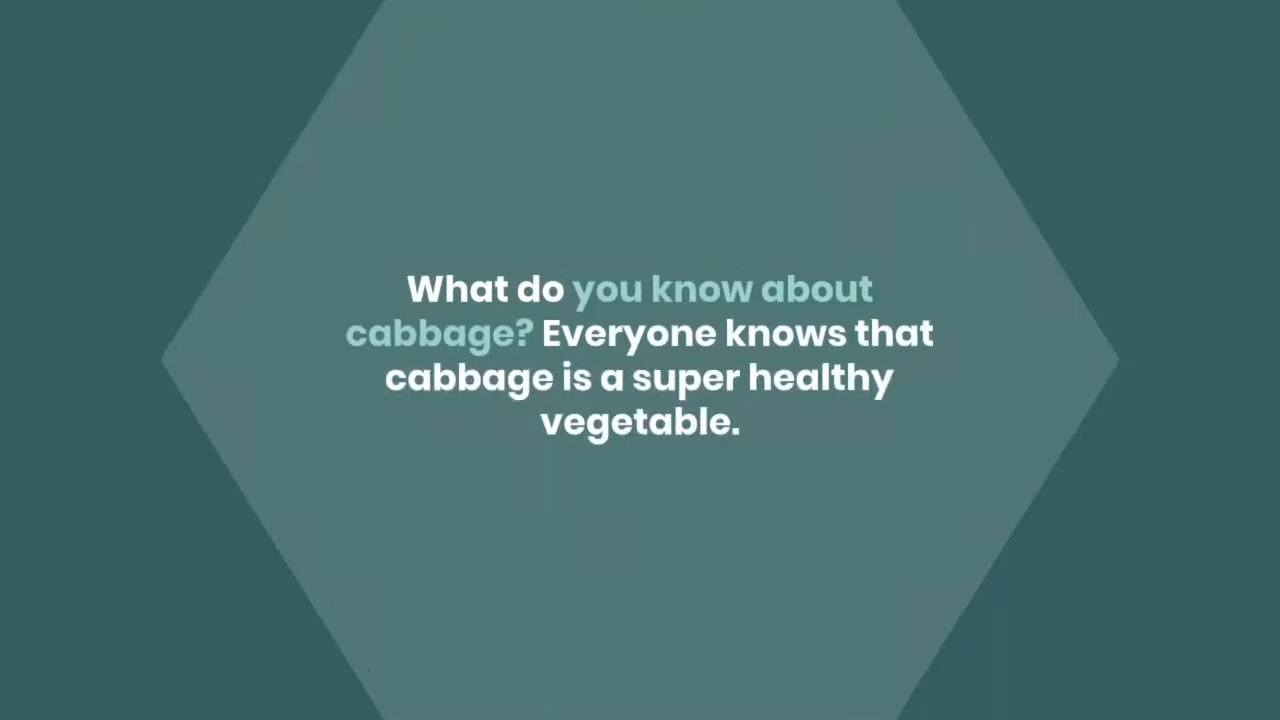 What do you know about
cabbage? Everyone knows that
cabbage is a super healthy
vegetable.